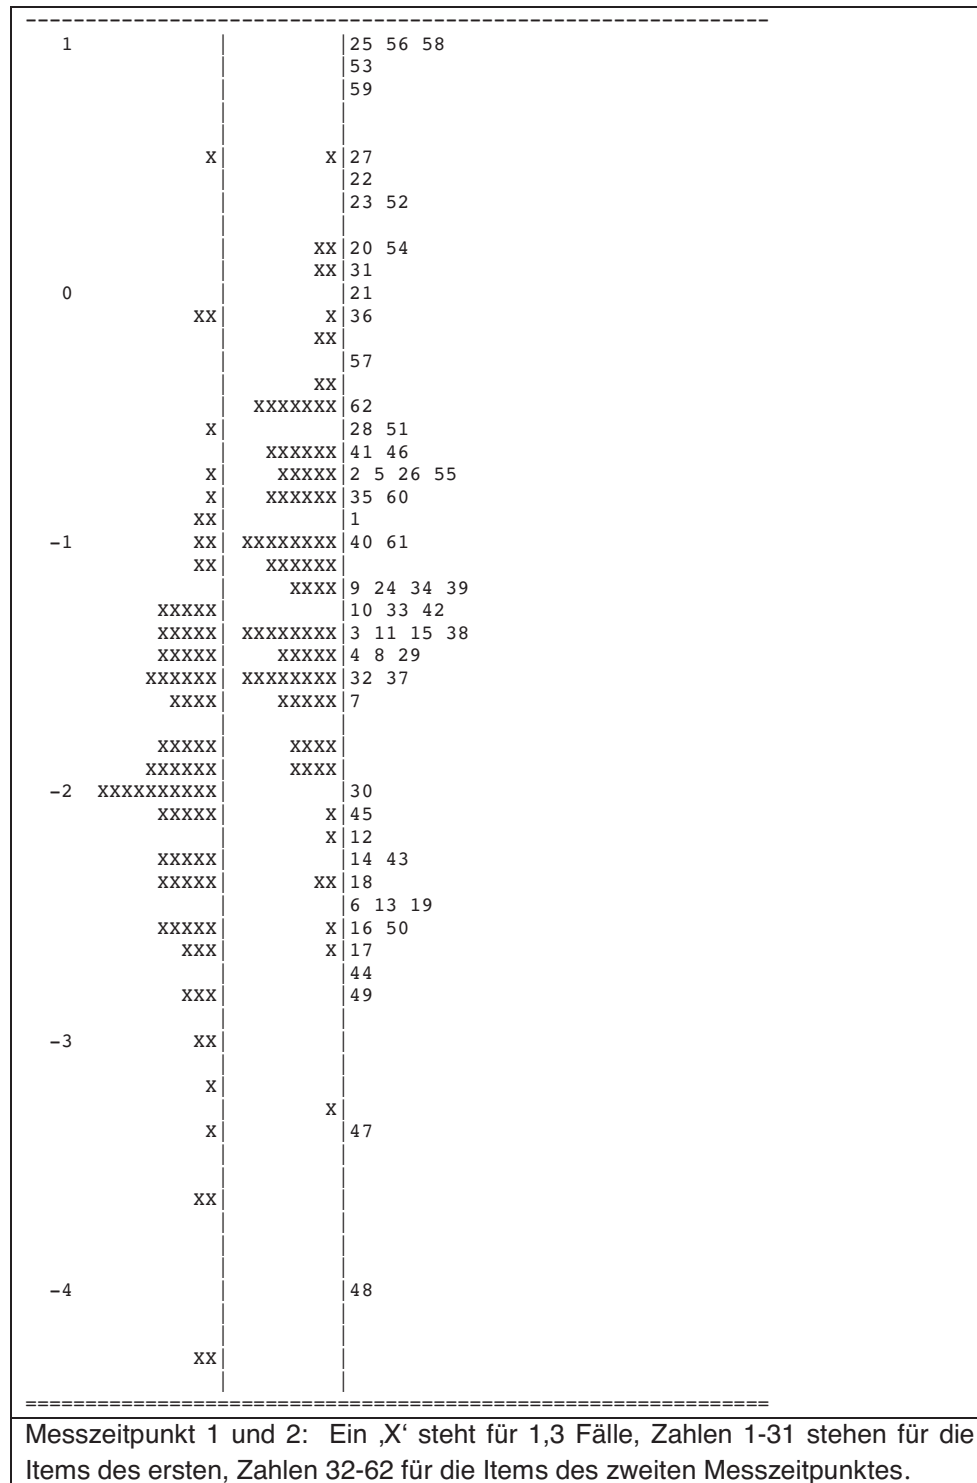 --------------------------------------------------------------
   1            |         |25 56 58
                |         |53
                |         |59
                |         |
                |         |
               X|        X|27
                |         |22
                |         |23 52
                |         |
                |       XX|20 54
                |       XX|31
   0            |         |21
              XX|        X|36
                |       XX|
                |         |57
                |       XX|
                |  XXXXXXX|62
               X|         |28 51
                |   XXXXXX|41 46
               X|    XXXXX|2 5 26 55
               X|   XXXXXX|35 60
              XX|         |1
  -1          XX| XXXXXXXX|40 61
              XX|   XXXXXX|
                |     XXXX|9 24 34 39
           XXXXX|         |10 33 42
           XXXXX| XXXXXXXX|3 11 15 38
           XXXXX|    XXXXX|4 8 29
          XXXXXX| XXXXXXXX|32 37
            XXXX|    XXXXX|7
                |         |
           XXXXX|     XXXX|
          XXXXXX|     XXXX|
  -2  XXXXXXXXXX|         |30
           XXXXX|        X|45
                |        X|12
           XXXXX|         |14 43
           XXXXX|       XX|18
                |         |6 13 19
           XXXXX|        X|16 50
             XXX|        X|17
                |         |44
             XXX|         |49
                |         |
  -3          XX|         |
                |         |
               X|         |
                |        X|
               X|         |47
                |         |
                |         |
              XX|         |
                |         |
                |         |
                |         |
  -4            |         |48
                |         |
                |         |
              XX|         |
                |         |
==============================================================
Messzeitpunkt 1 und 2: Ein ‚X‘ steht für 1,3 Fälle, Zahlen 1-31 stehen für die
Items des ersten, Zahlen 32-62 für die Items des zweiten Messzeitpunktes.